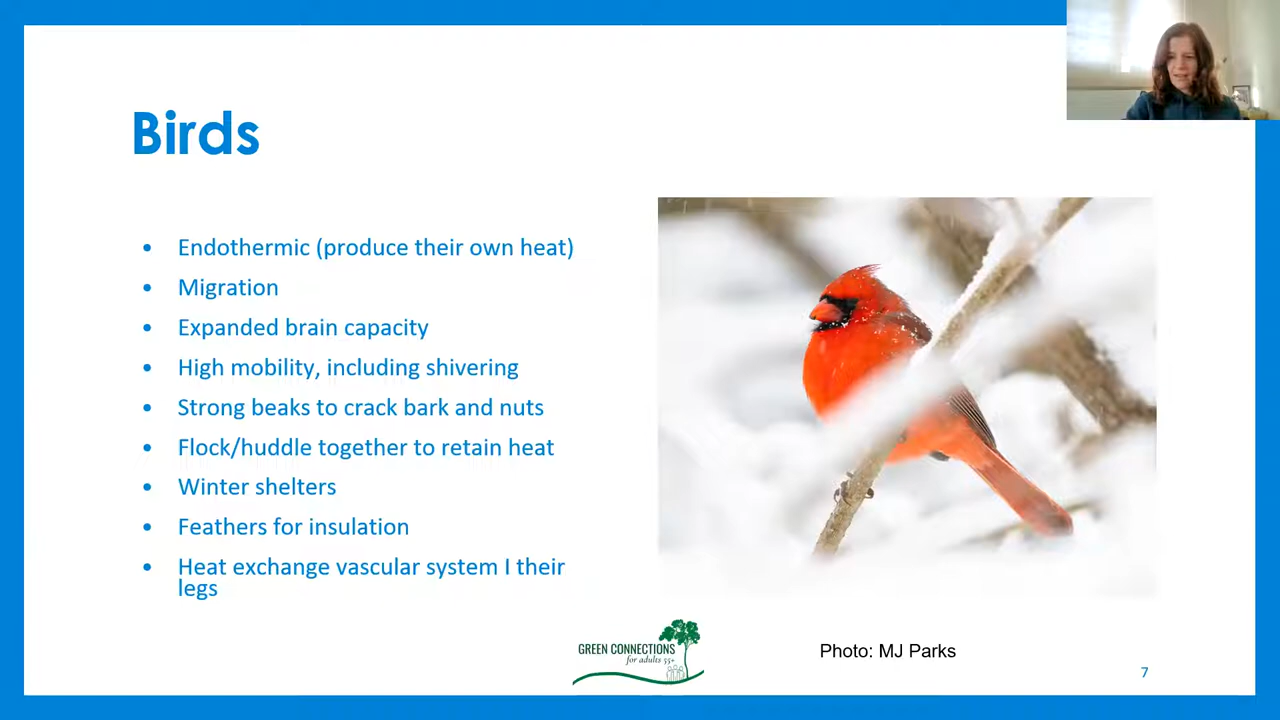 Birds
• Endothermic (produce their own heat)
• Migration
• Expanded brain capacity
• High mobility, including shivering
• Strong beaks to crack bark and nuts
• Flock/huddle together to retain heat
• Winter shelters
• Feathers for insulation
• Heat exchange vascular system I their
legs
GREEN CONNECTIONS
for adults 55+
Photo: MJ Parks
7